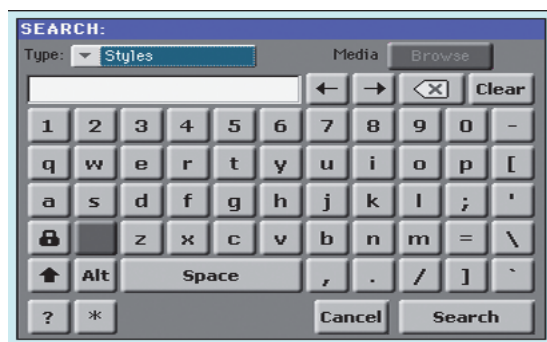 SEARCH:
Type: Styles Media Browse
← → ⌫ Clear
1 2 3 4 5 6 7 8 9 0 -
q w e r t y u i o p [
a s d f g h j k l ; '
z x c v b n m = \
Alt Space , . / ] `
? * Cancel Search